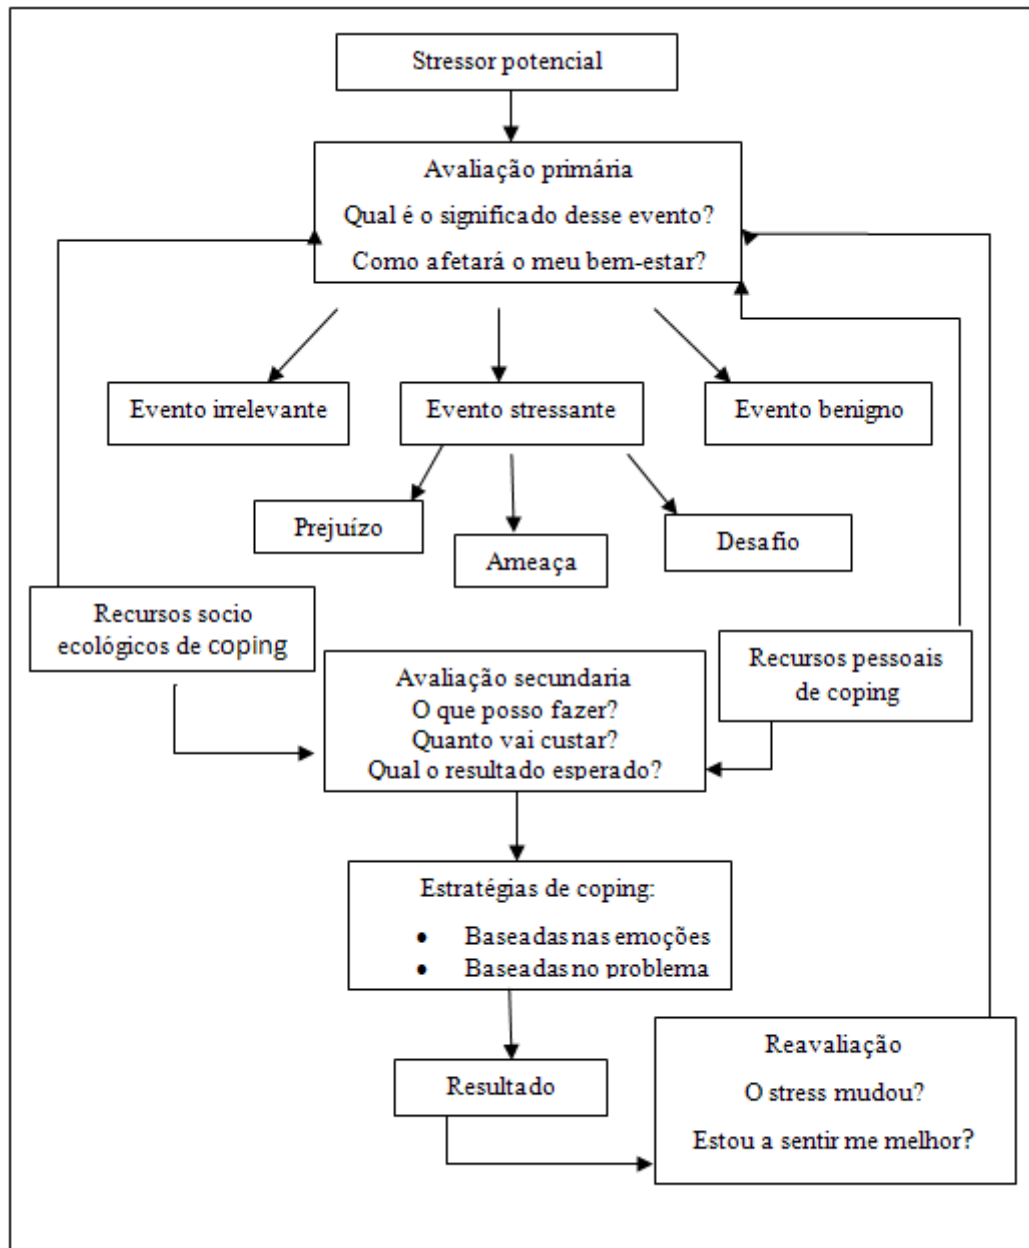 Stressor potencial
Avaliação primária
Qual é o significado desse evento?
Como afetará o meu bem-estar?
Evento irrelevante
Evento stressante
Evento benigno
Prejuízo
Ameaça
Desafio
Recursos socio
ecológicos de coping
Recursos pessoais
de coping
Avaliação secundaria
O que posso fazer?
Quanto vai custar?
Qual o resultado esperado?
Estratégias de coping:
• Baseadas nas emoções
• Baseadas no problema
Resultado
Reavaliação
O stress mudou?
Estou a sentir me melhor?